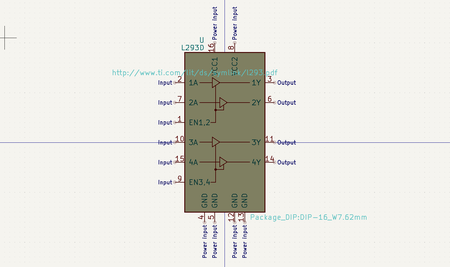 Power Input
Power Input
U
L293D
16
8
VCC1
VCC2
http://www.ti.com/lit/ds/symlink/l293.pdf
Input 2 1A 1Y 3 Output
Input 7 2A 2Y 6 Output
Input 1 EN1,2
Input 10 3A 3Y 11 Output
Input 15 4A 4Y 14 Output
Input 9 EN3,4
GND GND GND GND
4 5 12 13
Package_DIP:DIP-16_W7.62mm
Power Input
Power Input
Power Input
Power Input